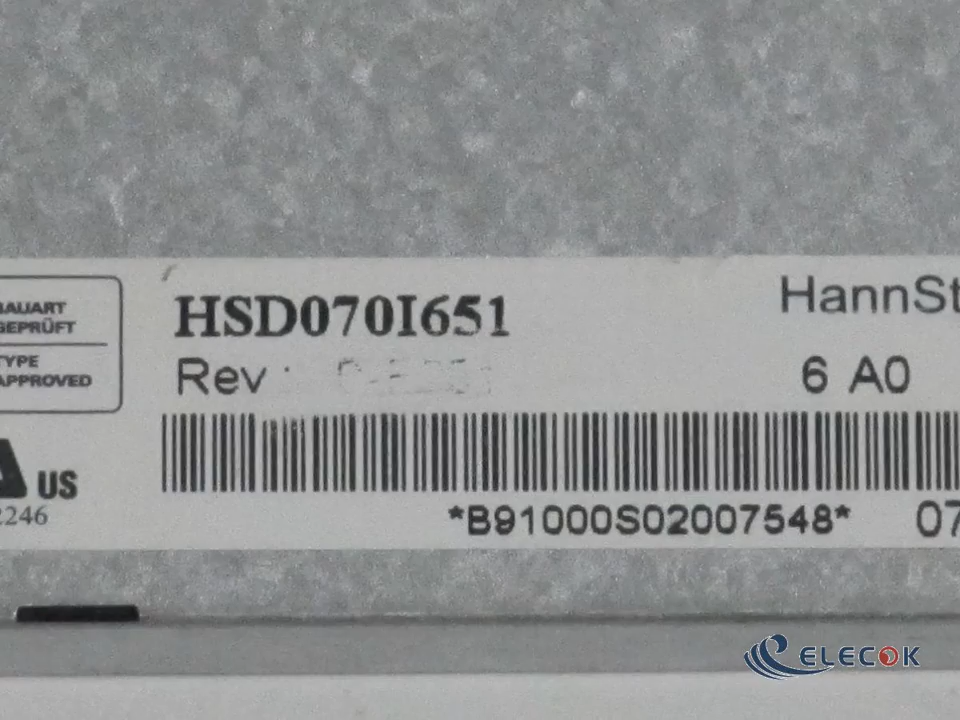 BAUART
GEPRÜFT
TYPE
APPROVED
US
2246
HSD070I651
Rev :
HannSt
6 A0
*B91000S02007548*
07
ELECOK